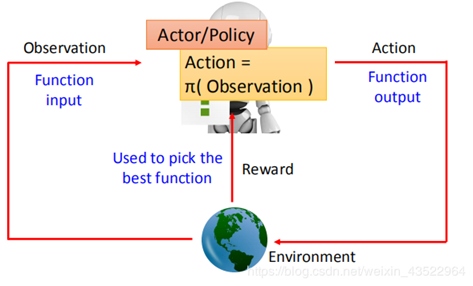 Actor/Policy
Observation
Action
Action =
π( Observation )
Function
input
Function
output
Used to pick the
best function
Reward
Environment
https://blog.csdn.net/weixin_43522964